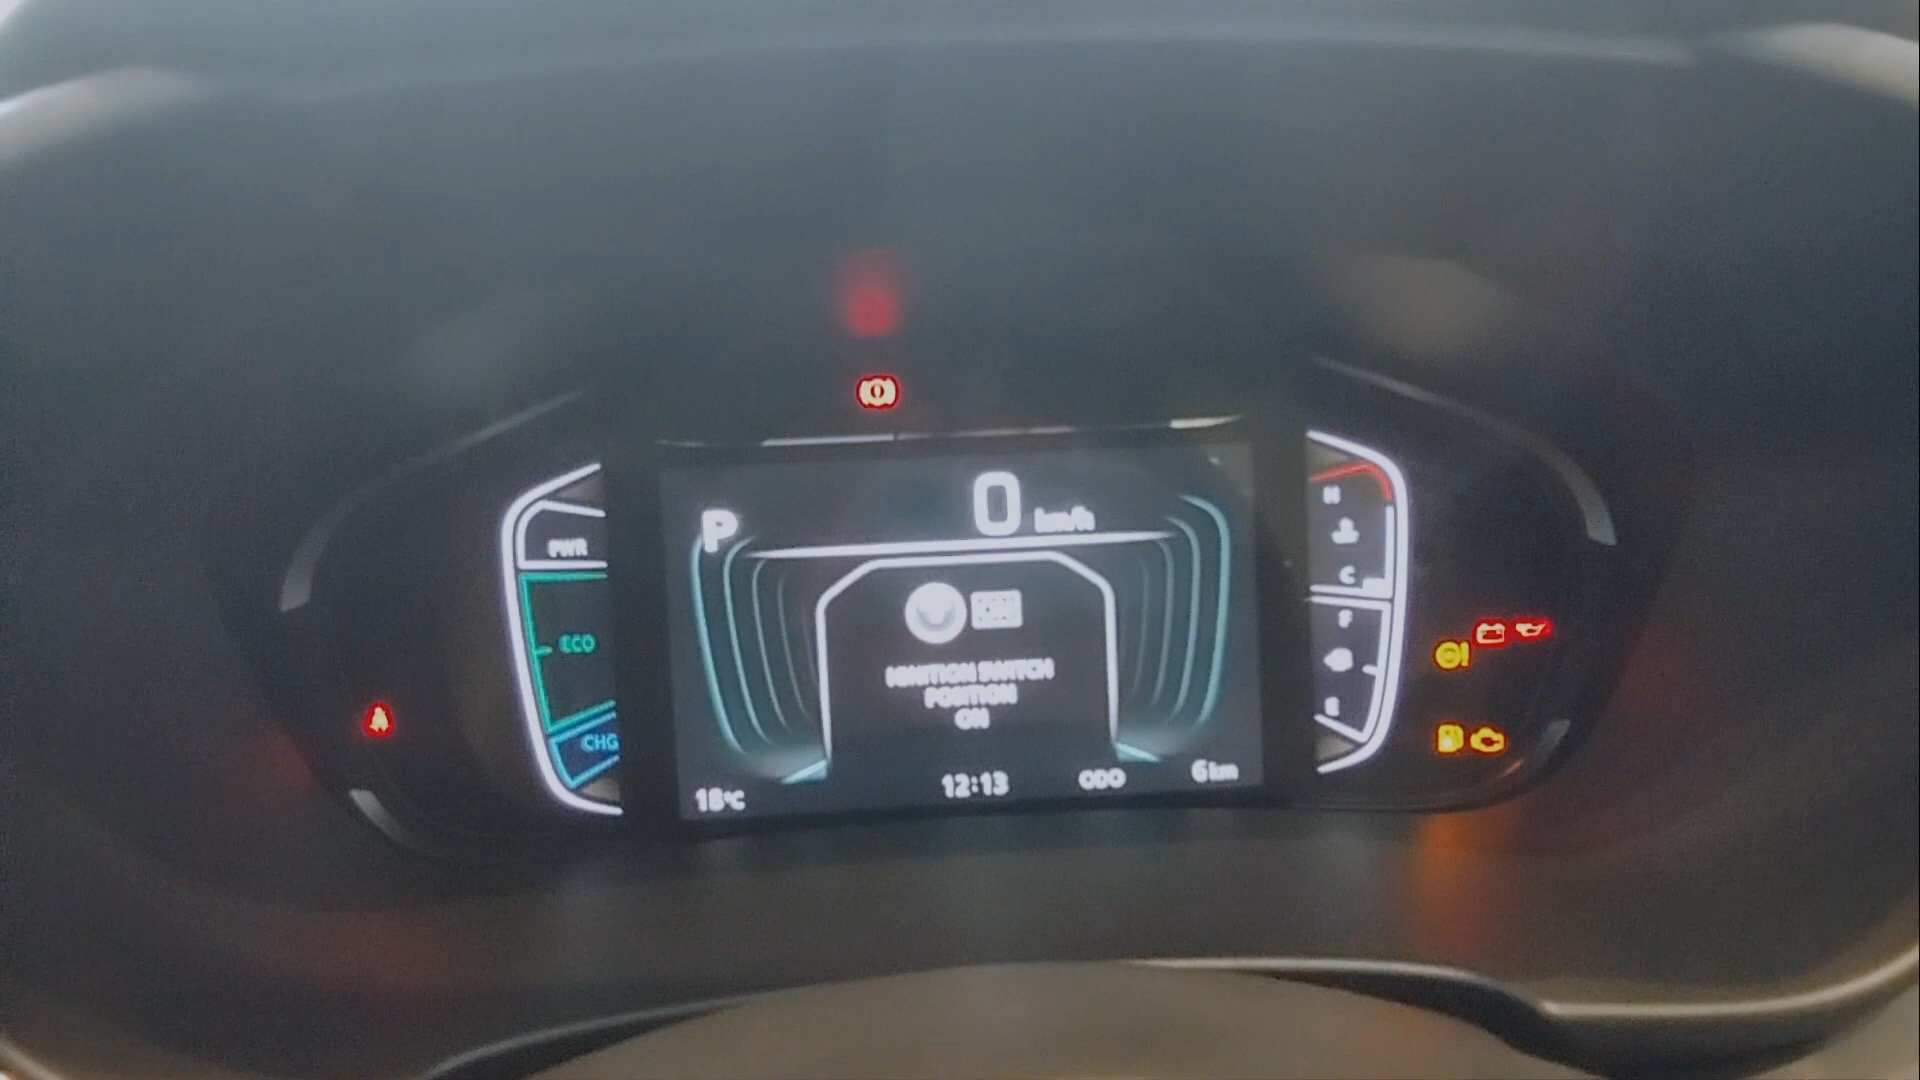 P
0 km/h
PWR
ECO
CHG
H
C
F
E
IGNITION SWITCH
POSITION
ON
18°C
12:13
ODO
6km